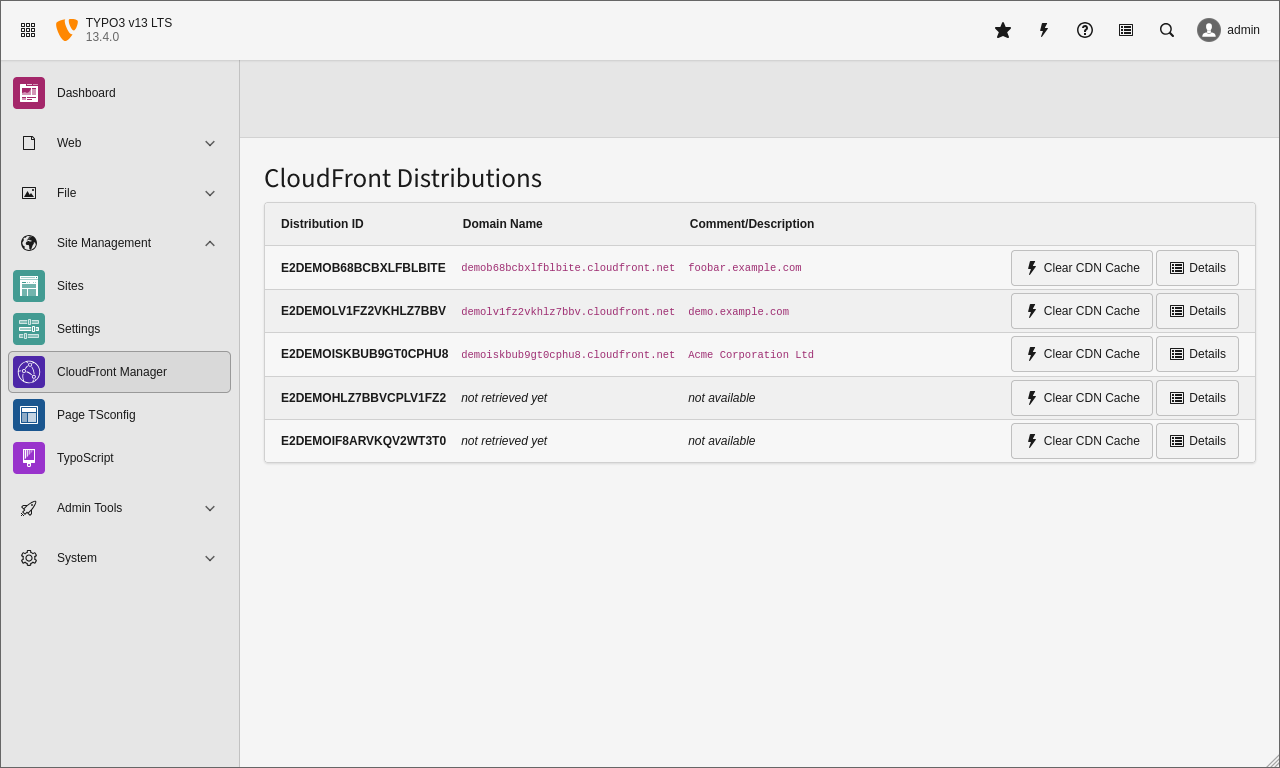 TYPO3 v13 LTS
13.4.0
admin
Dashboard
Web
File
Site Management
Sites
Settings
CloudFront Manager
Page TSconfig
TypoScript
Admin Tools
System
CloudFront Distributions
Distribution ID Domain Name Comment/Description
E2DEMOB68BCBXLFBLBITE demob68bcbxlfblbite.cloudfront.net foobar.example.com Clear CDN Cache Details
E2DEMOLV1FZ2VKHLZ7BBV demolv1fz2vkhlz7bbv.cloudfront.net demo.example.com Clear CDN Cache Details
E2DEMOISKBUB9GT0CPHU8 demoiskbub9gt0cphu8.cloudfront.net Acme Corporation Ltd Clear CDN Cache Details
E2DEMOHLZ7BBVCPLV1FZ2 not retrieved yet not available Clear CDN Cache Details
E2DEMOIF8ARVKQV2WT3T0 not retrieved yet not available Clear CDN Cache Details